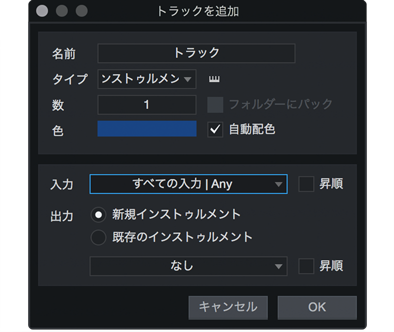 トラックを追加
名前 トラック
タイプ ンストゥルメン
数 1 フォルダーにパック
色 自動配色
入力 すべての入力 | Any 昇順
出力 新規インストゥルメント
既存のインストゥルメント
なし 昇順
キャンセル OK